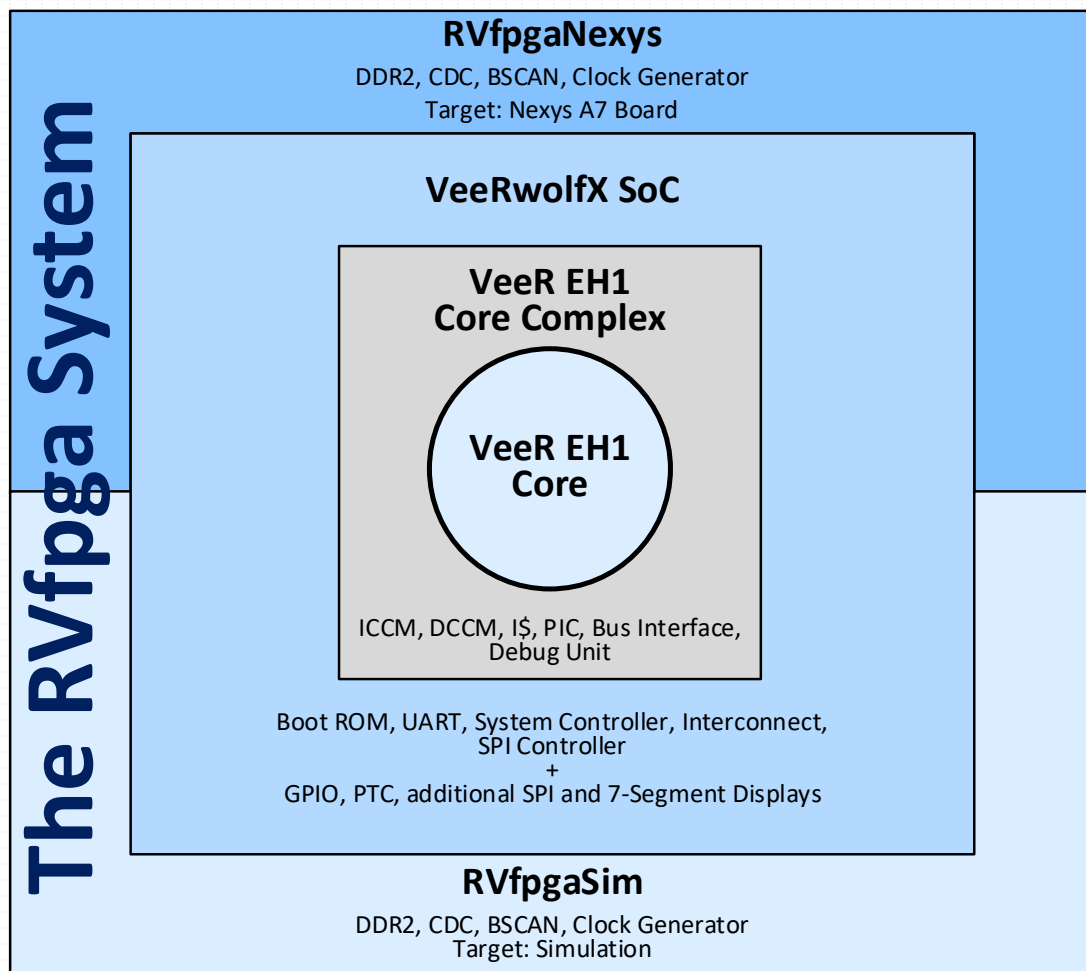 The RVfpga System
RVfpgaNexys
DDR2, CDC, BSCAN, Clock Generator
Target: Nexys A7 Board
VeeRwolfX SoC
VeeR EH1
Core Complex
VeeR EH1
Core
ICCM, DCCM, I$, PIC, Bus Interface,
Debug Unit
Boot ROM, UART, System Controller, Interconnect,
SPI Controller
+
GPIO, PTC, additional SPI and 7-Segment Displays
RVfpgaSim
DDR2, CDC, BSCAN, Clock Generator
Target: Simulation